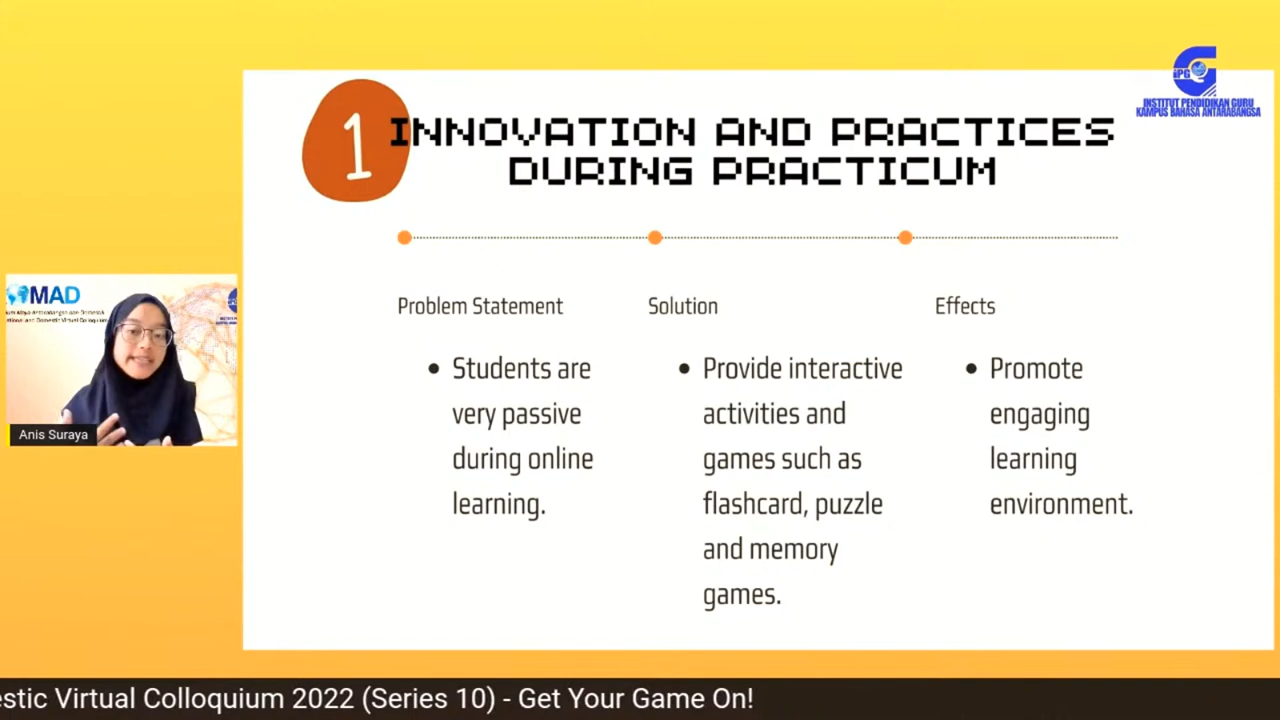 1
INNOVATION AND PRACTICES
DURING PRACTICUM
iPG
INSTITUT PENDIDIKAN GURU
KAMPUS BAHASA ANTARABANGSA
Problem Statement
• Students are
very passive
during online
learning.
Solution
• Provide interactive
activities and
games such as
flashcard, puzzle
and memory
games.
Effects
• Promote
engaging
learning
environment.
MAD
Anis Suraya
estic Virtual Colloquium 2022 (Series 10) - Get Your Game On!